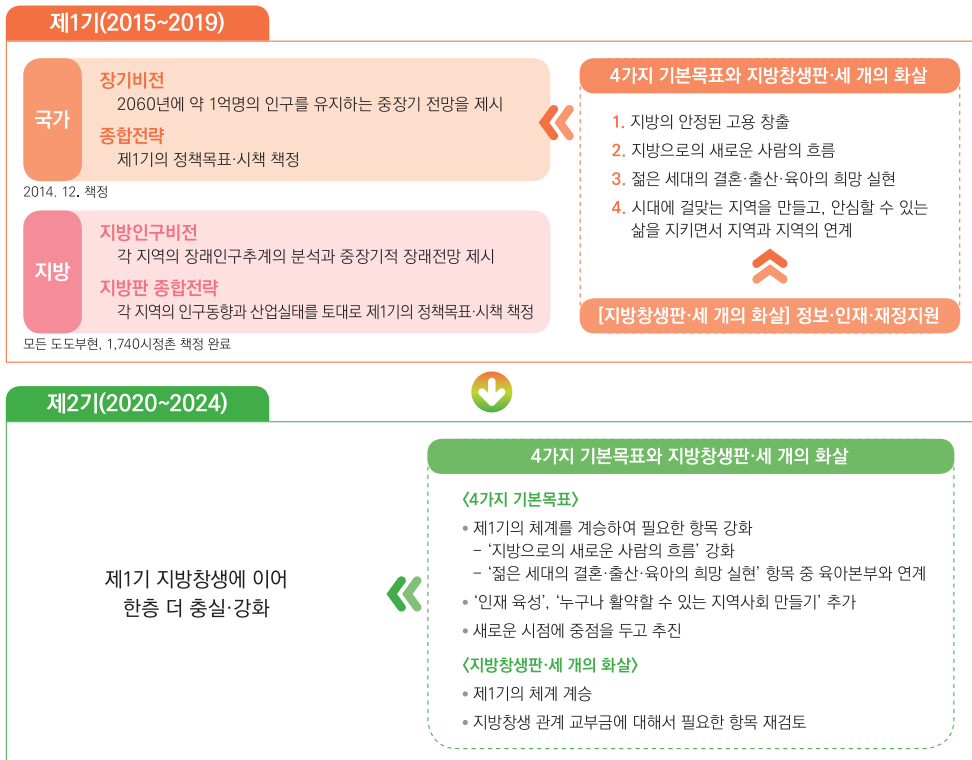 제1기(2015~2019)
국가
장기비전
2060년에 약 1억명의 인구를 유지하는 중장기 전망을 제시
종합전략
제1기의 정책목표·시책 책정
2014. 12. 책정
지방
지방인구비전
각 지역의 장래인구추계의 분석과 중장기적 장래전망 제시
지방판 종합전략
각 지역의 인구동향과 산업실태를 토대로 제1기의 정책목표·시책 책정
모든 도도부현, 1,740시정촌 책정 완료
4가지 기본목표와 지방창생판·세 개의 화살
1. 지방의 안정된 고용 창출
2. 지방으로의 새로운 사람의 흐름
3. 젊은 세대의 결혼·출산·육아의 희망 실현
4. 시대에 걸맞는 지역을 만들고, 안심할 수 있는
삶을 지키면서 지역과 지역의 연계
[지방창생판·세 개의 화살] 정보·인재·재정지원
제2기(2020~2024)
제1기 지방창생에 이어
한층 더 충실·강화
4가지 기본목표와 지방창생판·세 개의 화살
〈4가지 기본목표〉
• 제1기의 체계를 계승하여 필요한 항목 강화
- ‘지방으로의 새로운 사람의 흐름’ 강화
- ‘젊은 세대의 결혼·출산·육아의 희망 실현’ 항목 중 육아본부와 연계
• ‘인재 육성’, ‘누구나 활약할 수 있는 지역사회 만들기’ 추가
• 새로운 시점에 중점을 두고 추진
〈지방창생판·세 개의 화살〉
• 제1기의 체계 계승
• 지방창생 관계 교부금에 대해서 필요한 항목 재검토